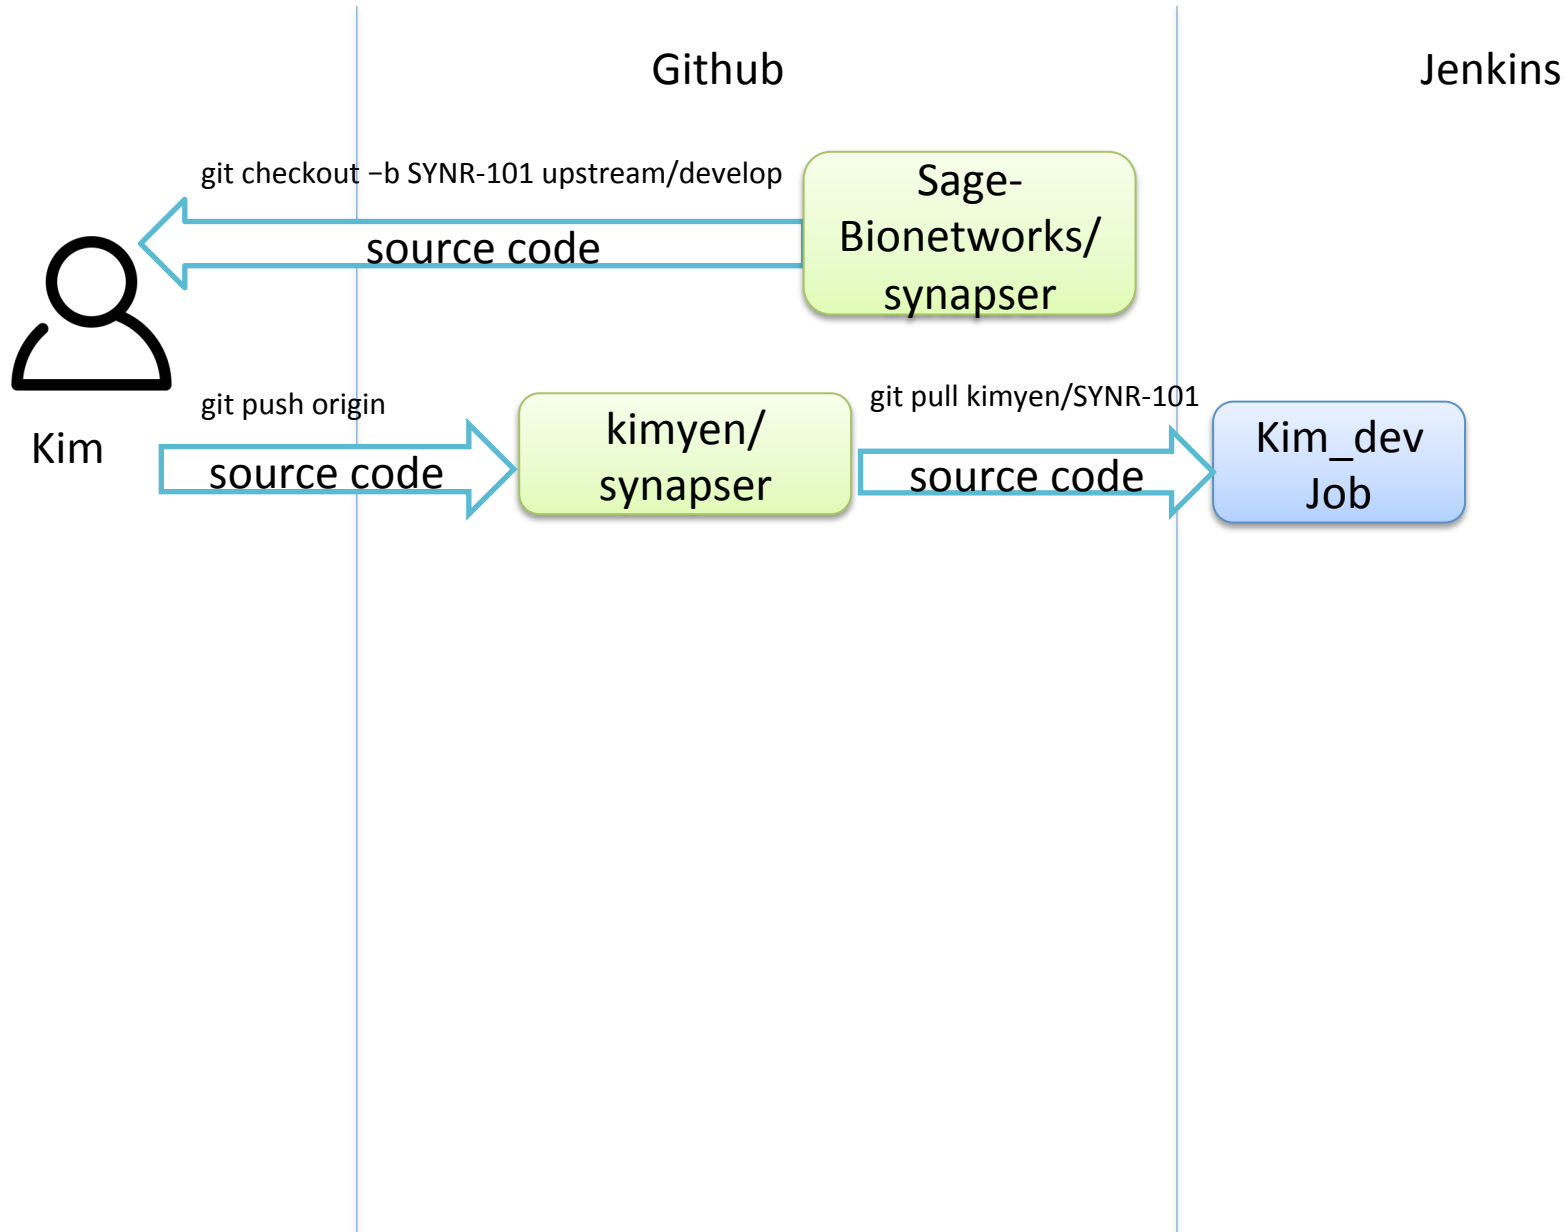 Github
Jenkins
git checkout –b SYNR-101 upstream/develop
source code
Sage-
Bionetworks/
synapser
Kim
git push origin
source code
kimyen/
synapser
git pull kimyen/SYNR-101
source code
Kim_dev
Job